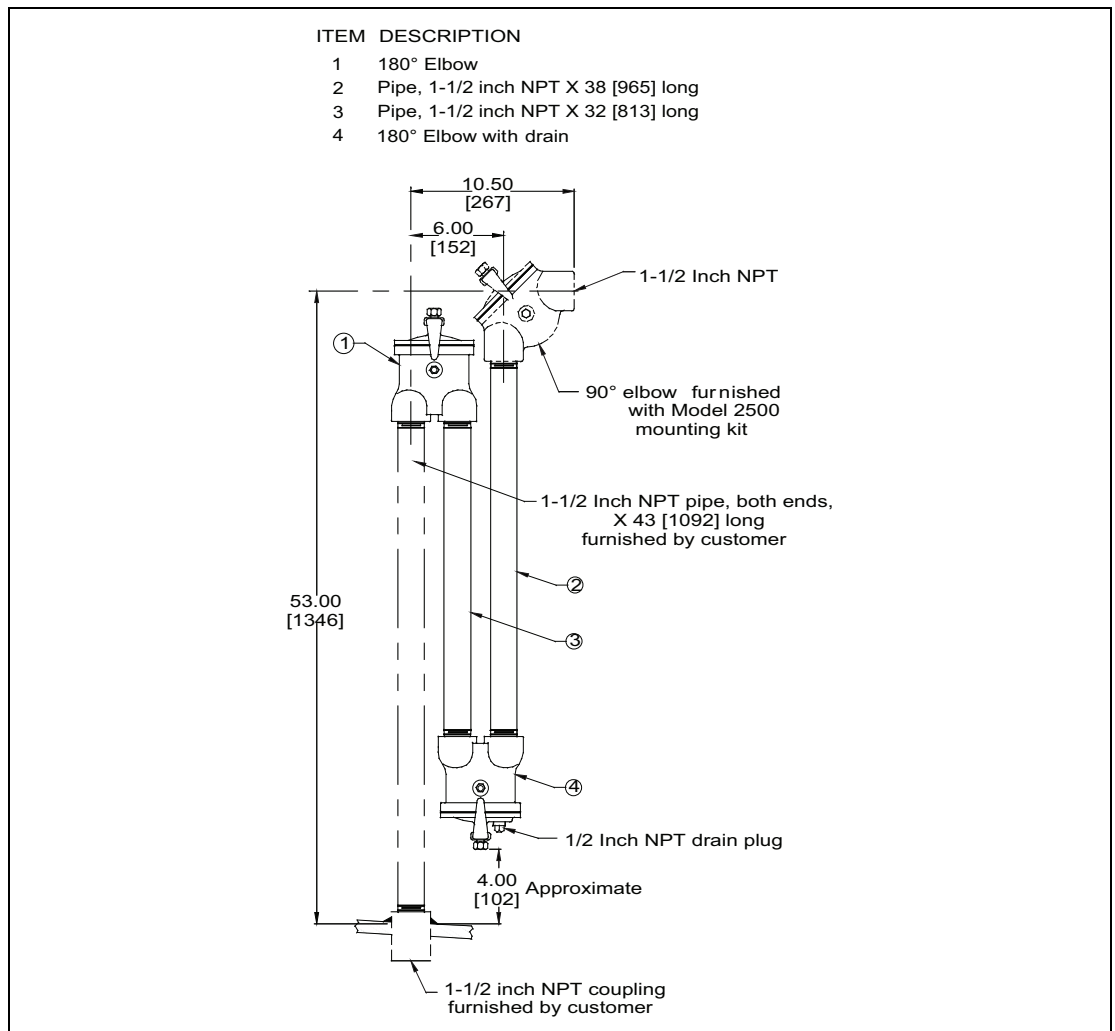 ITEM DESCRIPTION
1 180° Elbow
2 Pipe, 1-1/2 inch NPT X 38 [965] long
3 Pipe, 1-1/2 inch NPT X 32 [813] long
4 180° Elbow with drain
10.50
[267]
6.00
[152]
1-1/2 Inch NPT
1
90° elbow furnished
with Model 2500
mounting kit
1-1/2 Inch NPT pipe, both ends,
X 43 [1092] long
furnished by customer
2
53.00
[1346]
3
4
1/2 Inch NPT drain plug
4.00
[102]
Approximate
1-1/2 inch NPT coupling
furnished by customer